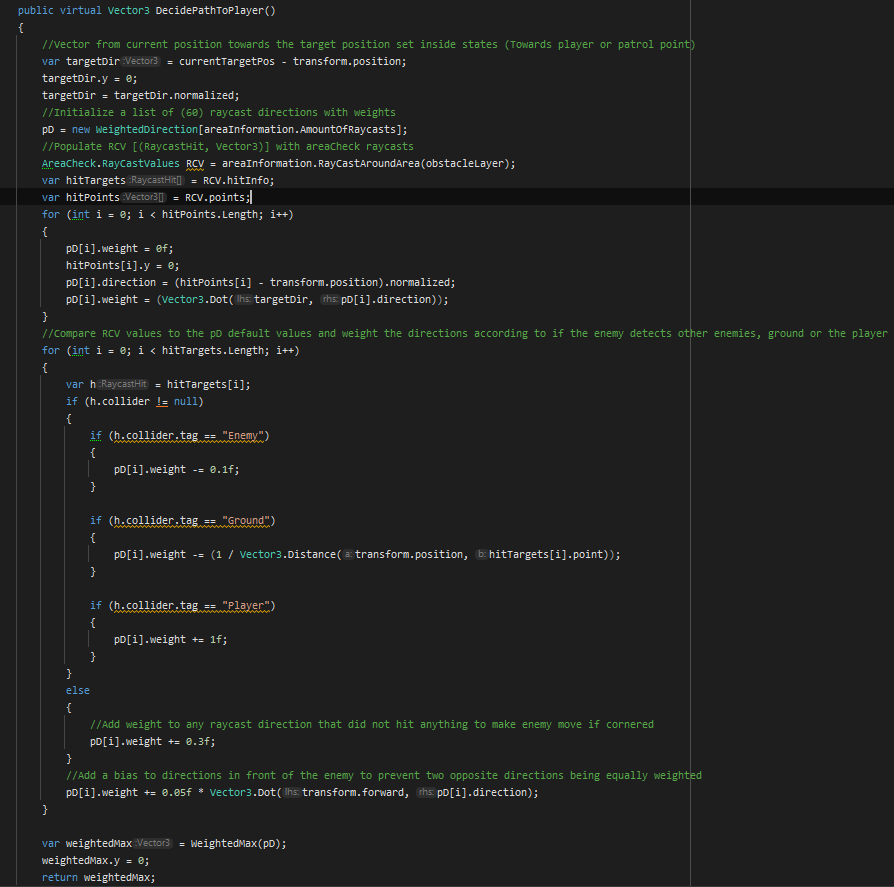 public virtual Vector3 DecidePathToPlayer()
{
//Vector from current position towards the target position set inside states (Towards player or patrol point)
var targetDir :Vector3 = currentTargetPos - transform.position;
targetDir.y = 0;
targetDir = targetDir.normalized;
//Initialize a list of (60) raycast directions with weights
pD = new WeightedDirection[areaInformation.AmountOfRaycasts];
//Populate RCV [(RaycastHit, Vector3)] with areaCheck raycasts
AreaCheck.RayCastValues RCV = areaInformation.RayCastAroundArea(obstacleLayer);
var hitTargets :RaycastHit[] = RCV.hitInfo;
var hitPoints :Vector3[] = RCV.points;
for (int i = 0; i < hitPoints.Length; i++)
{
pD[i].weight = 0f;
hitPoints[i].y = 0;
pD[i].direction = (hitPoints[i] - transform.position).normalized;
pD[i].weight = (Vector3.Dot( lhs: targetDir, rhs: pD[i].direction));
}
//Compare RCV values to the pD default values and weight the directions according to if the enemy detects other enemies, ground or the player
for (int i = 0; i < hitTargets.Length; i++)
{
var h :RaycastHit = hitTargets[i];
if (h.collider != null)
{
if (h.collider.tag == "Enemy")
{
pD[i].weight -= 0.1f;
}
if (h.collider.tag == "Ground")
{
pD[i].weight -= (1 / Vector3.Distance( a: transform.position, b: hitTargets[i].point));
}
if (h.collider.tag == "Player")
{
pD[i].weight += 1f;
}
}
else
{
//Add weight to any raycast direction that did not hit anything to make enemy move if cornered
pD[i].weight += 0.3f;
}
//Add a bias to directions in front of the enemy to prevent two opposite directions being equally weighted
pD[i].weight += 0.05f * Vector3.Dot( lhs: transform.forward, rhs: pD[i].direction);
}
var weightedMax :Vector3 = WeightedMax(pD);
weightedMax.y = 0;
return weightedMax;